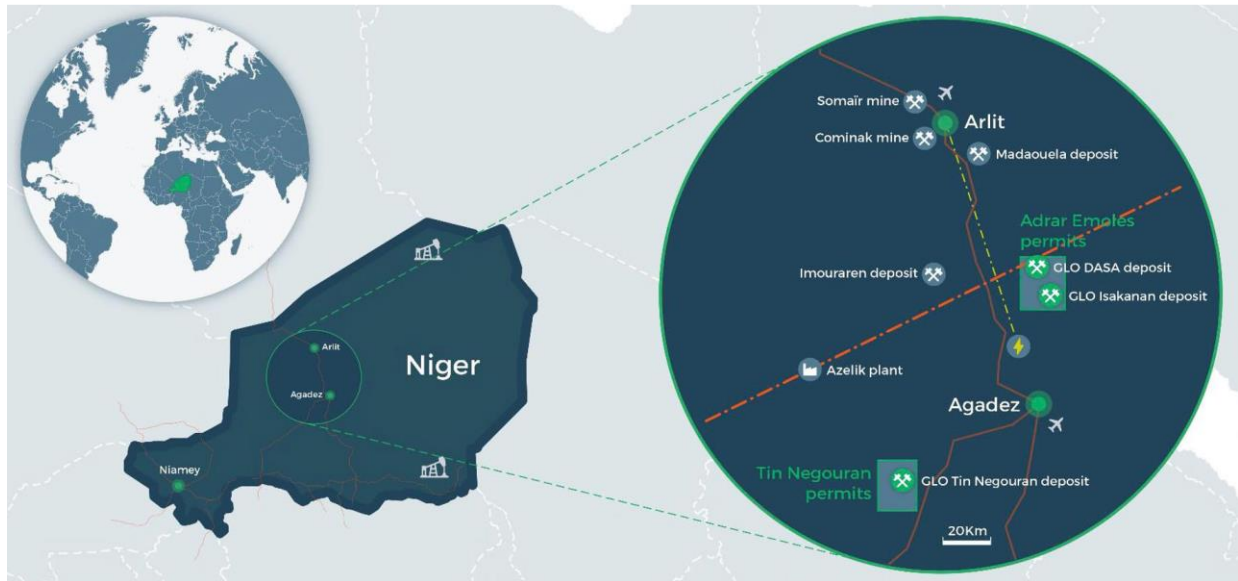 Niger
Arlit
Agadez
Niamey
Somaïr mine
Arlit
Cominak mine
Madaouela deposit
Adrar Emoles
permits
GLO DASA deposit
Imouraren deposit
GLO Isakanan deposit
Azelik plant
Agadez
Tin Negouran
permits
GLO Tin Negouran deposit
20Km